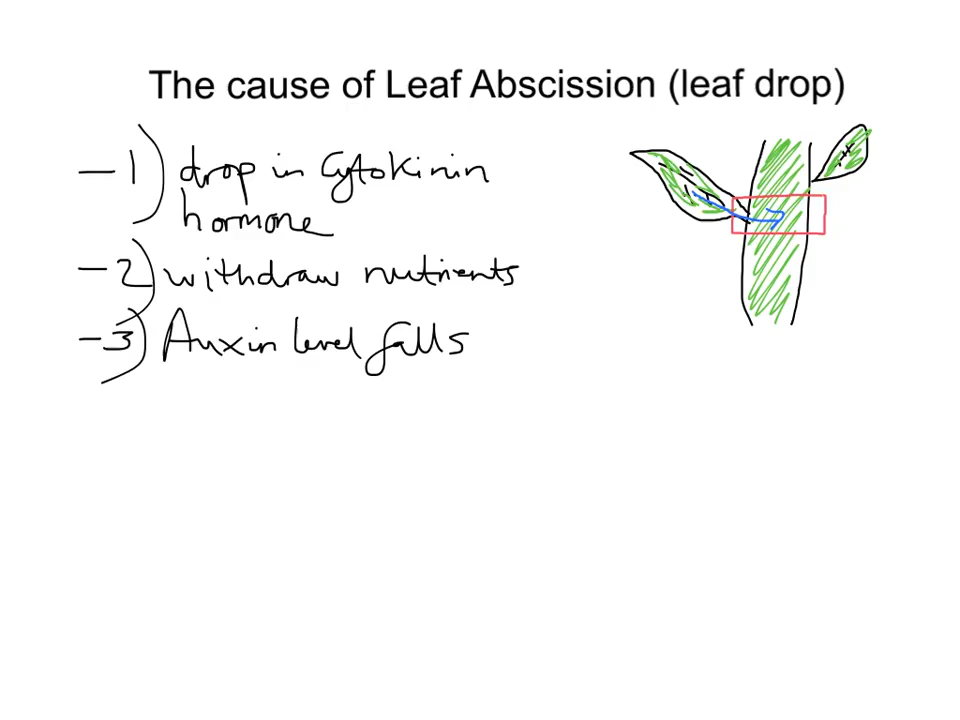 The cause of Leaf Abscission (leaf drop)
- 1) drop in Cytokinin
hormone
- 2) withdraw nutrients
- 3) Auxin level falls